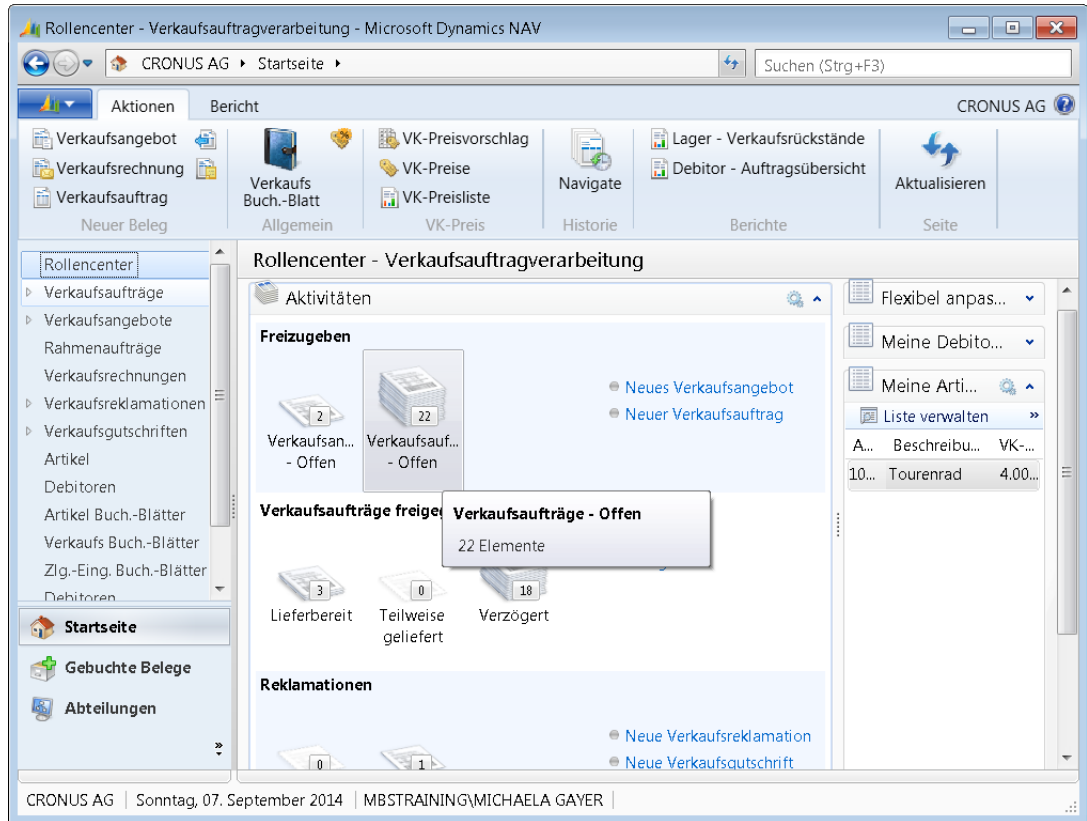 Rollencenter - Verkaufsauftragverarbeitung - Microsoft Dynamics NAV
CRONUS AG
Startseite
Suchen (Strg+F3)
Aktionen
Bericht
CRONUS AG
Verkaufsangebot
Verkaufsrechnung
Verkaufsauftrag
Neuer Beleg
Verkaufs
Buch.-Blatt
Allgemein
VK-Preisvorschlag
VK-Preise
VK-Preisliste
VK-Preis
Navigate
Historie
Lager - Verkaufsrückstände
Debitor - Auftragsübersicht
Berichte
Aktualisieren
Seite
Rollencenter
Verkaufsaufträge
Verkaufsangebote
Rahmenaufträge
Verkaufsrechnungen
Verkaufsreklamationen
Verkaufsgutschriften
Artikel
Debitoren
Artikel Buch.-Blätter
Verkaufs Buch.-Blätter
Zlg.-Eing. Buch.-Blätter
Debitoren
Startseite
Gebuchte Belege
Abteilungen
Rollencenter - Verkaufsauftragverarbeitung
Aktivitäten
Freizugeben
2
Verkaufsan...
- Offen
22
Verkaufsauf...
- Offen
Neues Verkaufsangebot
Neuer Verkaufsauftrag
Verkaufsaufträge
Verkaufsaufträge - Offen
22 Elemente
3
Lieferbereit
0
Teilweise
geliefert
18
Verzögert
Reklamationen
0
1
Neue Verkaufsreklamation
Neue Verkaufsgutschrift
Flexibel anpas...
Meine Debito...
Meine Arti...
Liste verwalten
A... Beschreibu... VK-...
10... Tourenrad 4.00...
CRONUS AG
Sonntag, 07. September 2014
MBSTRAINING\MICHAELA GAYER